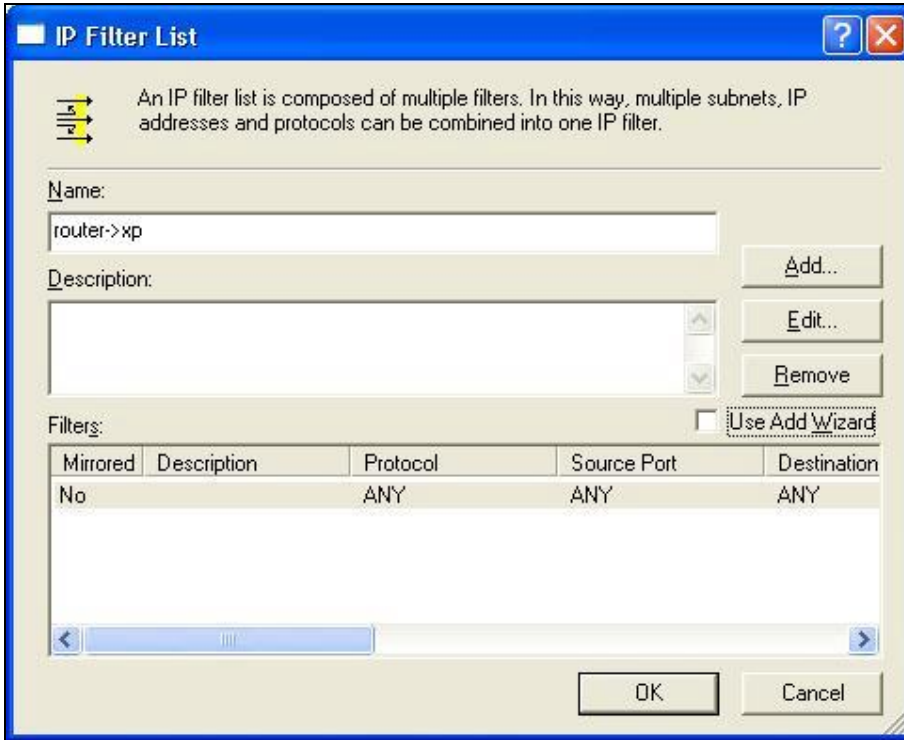 IP Filter List
An IP filter list is composed of multiple filters. In this way, multiple subnets, IP
addresses and protocols can be combined into one IP filter.
Name:
router->xp
Add...
Description:
Edit...
Remove
Filters:
Use Add Wizard
Mirrored Description Protocol Source Port Destination
No ANY ANY ANY
OK Cancel